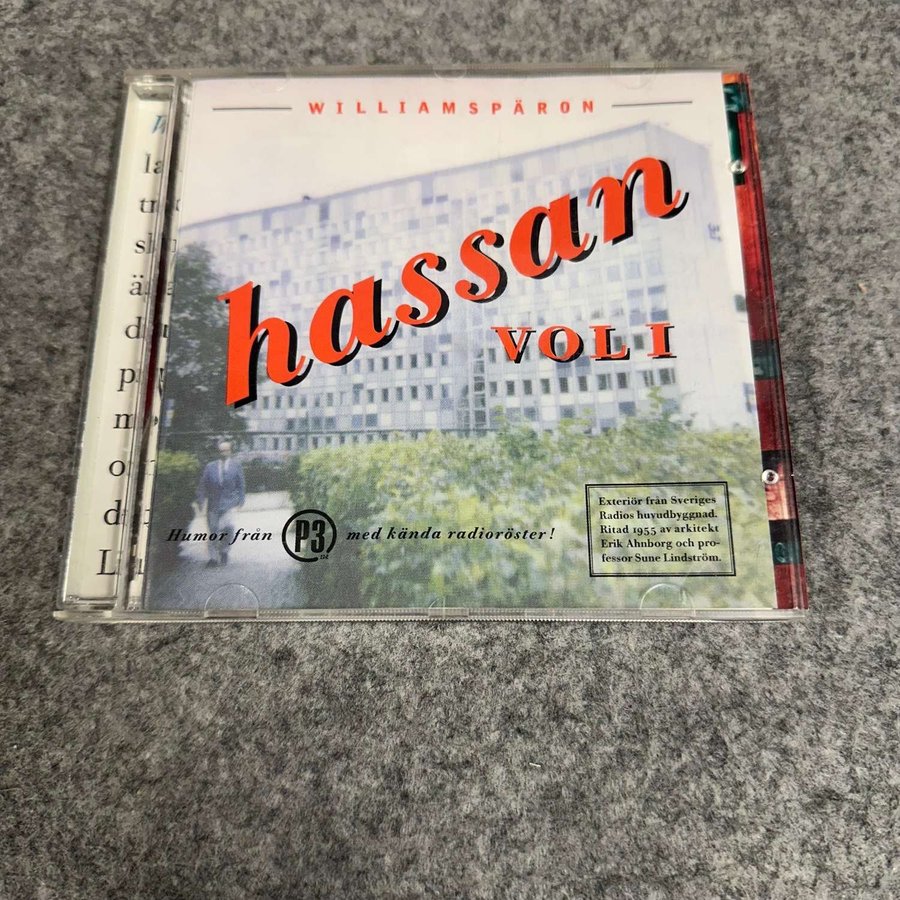 WILLIAMSPÄRON
hassan
VOL I
Humor från P3 med kända radioröster!
Exteriör från Sveriges
Radios huvudbyggnad.
Ritad 1955 av arkitekt
Erik Ahnborg och pro-
fessor Sune Lindström.